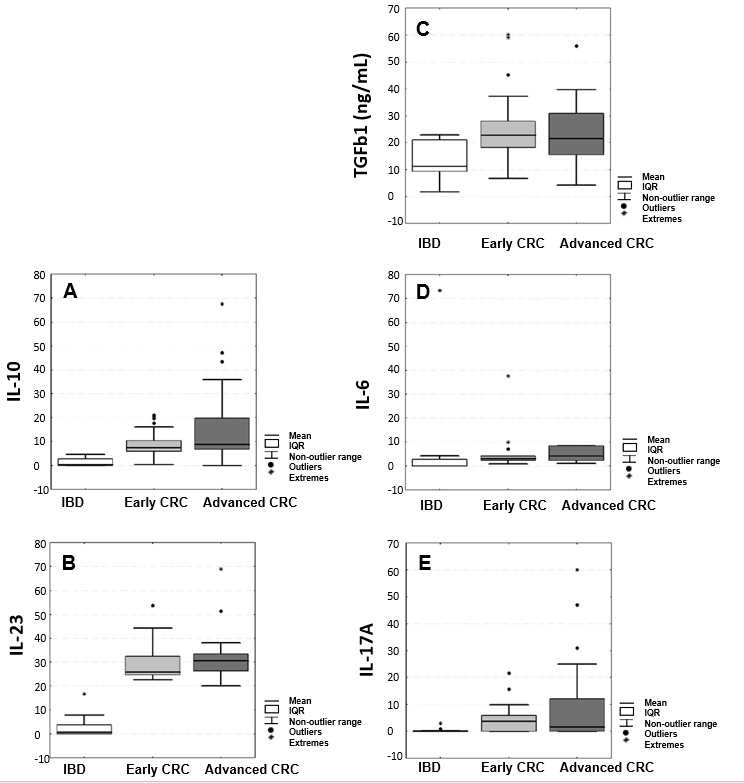 C
TGFb1 (ng/mL)
70
60
50
40
30
20
10
0
-10
IBD Early CRC Advanced CRC
Mean
IQR
Non-outlier range
Outliers
Extremes
A
IL-10
80
70
60
50
40
30
20
10
0
-10
IBD Early CRC Advanced CRC
Mean
IQR
Non-outlier range
Outliers
Extremes
D
IL-6
80
70
60
50
40
30
20
10
0
-10
IBD Early CRC Advanced CRC
Mean
IQR
Non-outlier range
Outliers
Extremes
B
IL-23
80
70
60
50
40
30
20
10
0
-10
IBD Early CRC Advanced CRC
Mean
IQR
Non-outlier range
Outliers
Extremes
E
IL-17A
70
60
50
40
30
20
10
0
-10
IBD Early CRC Advanced CRC
Mean
IQR
Non-outlier range
Outliers
Extremes